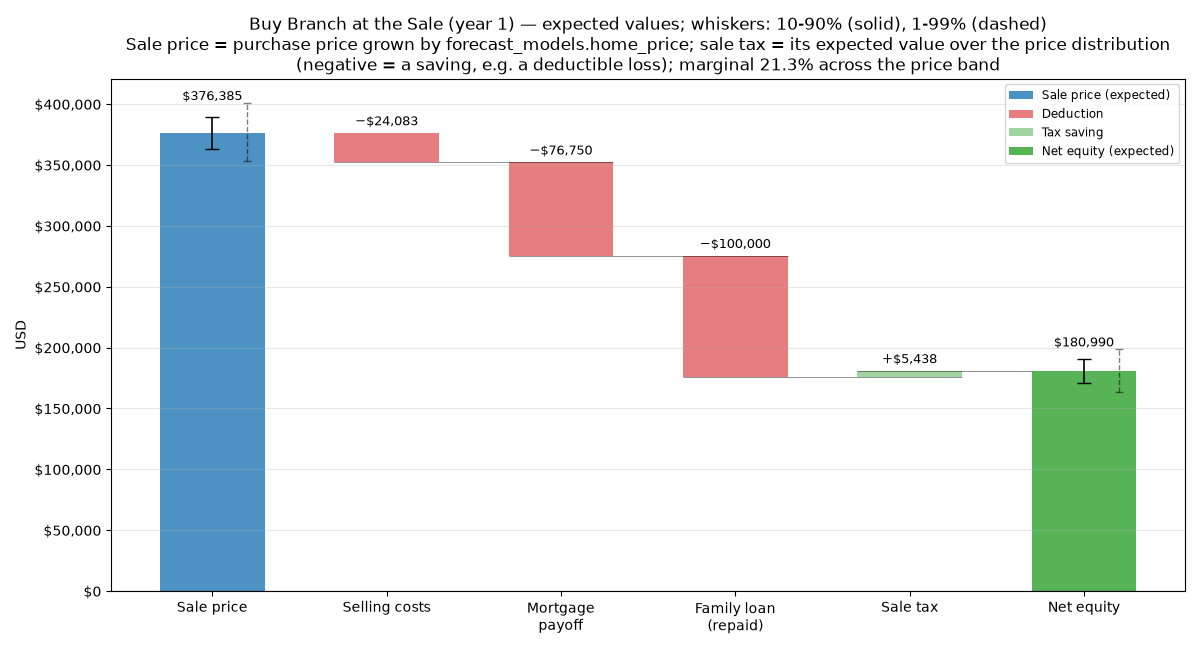 Buy Branch at the Sale (year 1) — expected values; whiskers: 10-90% (solid), 1-99% (dashed)
Sale price = purchase price grown by forecast_models.home_price; sale tax = its expected value over the price distribution
(negative = a saving, e.g. a deductible loss); marginal 21.3% across the price band
Sale price (expected)
Deduction
Tax saving
Net equity (expected)
USD
$400,000
$350,000
$300,000
$250,000
$200,000
$150,000
$100,000
$50,000
$0
$376,385
−$24,083
−$76,750
−$100,000
+$5,438
$180,990
Sale price
Selling costs
Mortgage
payoff
Family loan
(repaid)
Sale tax
Net equity